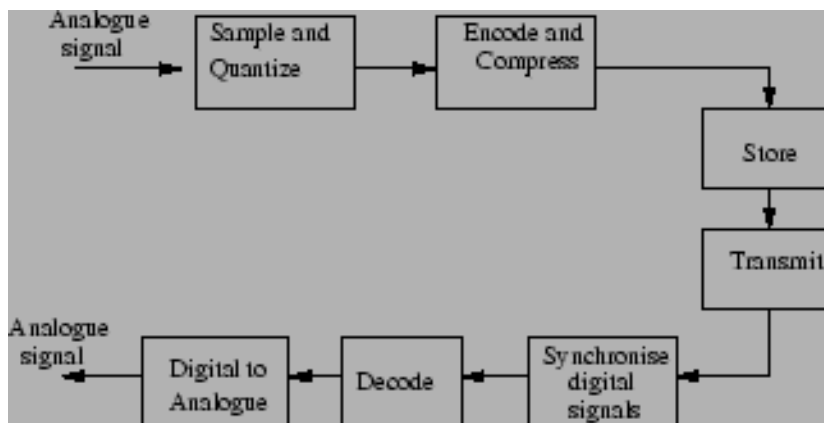 Analogue
signal
Sample and
Quantize
Encode and
Compress
Store
Transmit
Analogue
signal
Digital to
Analogue
Decode
Synchronise
digital
signals